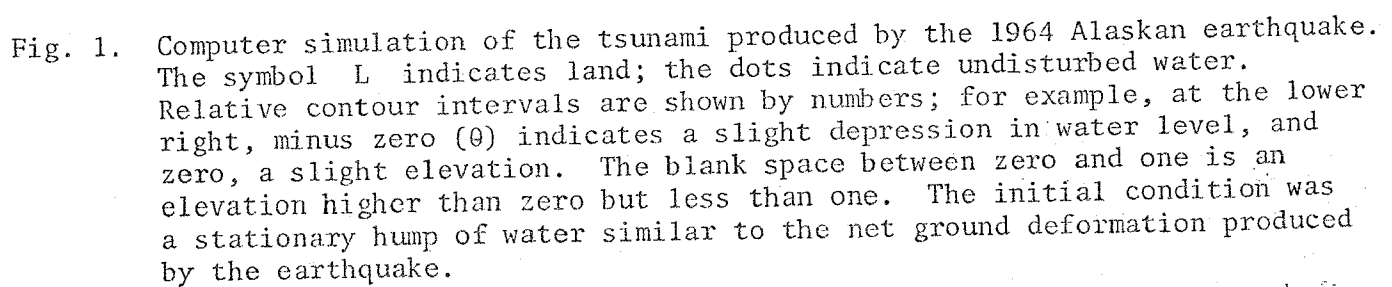 Fig. 1. Computer simulation of the tsunami produced by the 1964 Alaskan earthquake.
The symbol L indicates land; the dots indicate undisturbed water.
Relative contour intervals are shown by numbers; for example, at the lower
right, minus zero (θ) indicates a slight depression in water level, and
zero, a slight elevation. The blank space between zero and one is an
elevation higher than zero but less than one. The initial condition was
a stationary hump of water similar to the net ground deformation produced
by the earthquake.